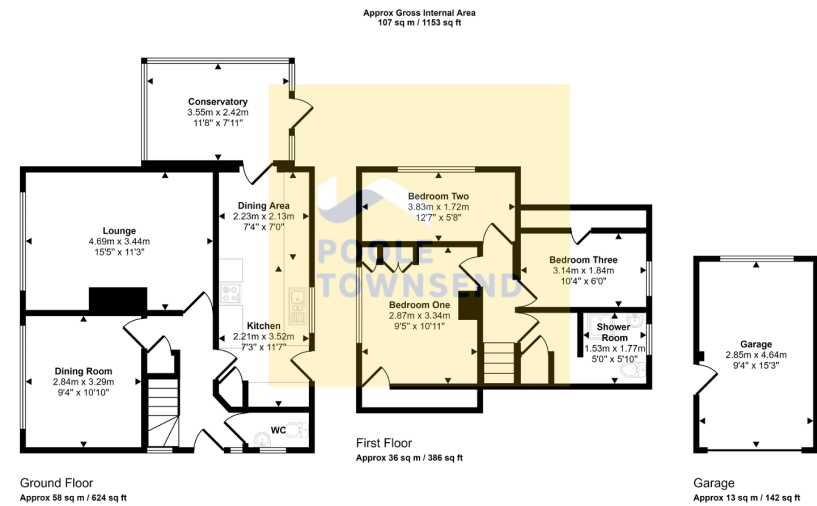 Approx Gross Internal Area
107 sq m / 1153 sq ft
Conservatory
3.55m x 2.42m
11'8" x 7'11"
Lounge
4.69m x 3.44m
15'5" x 11'3"
Dining Area
2.23m x 2.13m
7'4" x 7'0"
Kitchen
2.21m x 3.52m
7'3" x 11'7"
Dining Room
2.84m x 3.29m
9'4" x 10'10"
WC
Ground Floor
Approx 58 sq m / 624 sq ft
POOLE
TOWNSEND
Bedroom Two
3.83m x 1.72m
12'7" x 5'8"
Bedroom Three
3.14m x 1.84m
10'4" x 6'0"
Bedroom One
2.87m x 3.34m
9'5" x 10'11"
Shower
Room
1.53m x 1.77m
5'0" x 5'10"
First Floor
Approx 36 sq m / 386 sq ft
Garage
2.85m x 4.64m
9'4" x 15'3"
Garage
Approx 13 sq m / 142 sq ft